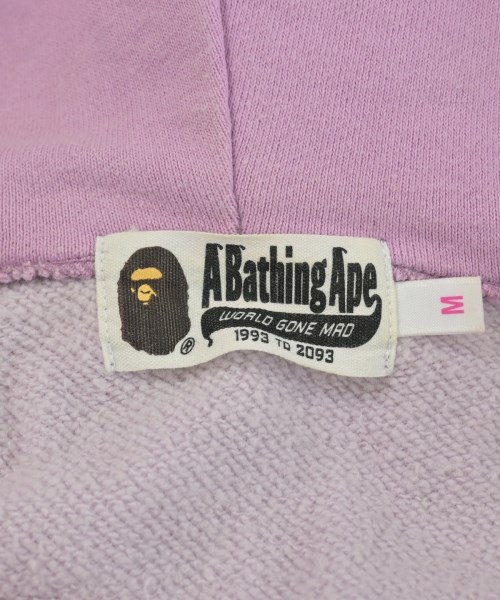 A Bathing Ape
WORLD GONE MAD
1993 TO 2093
®
M